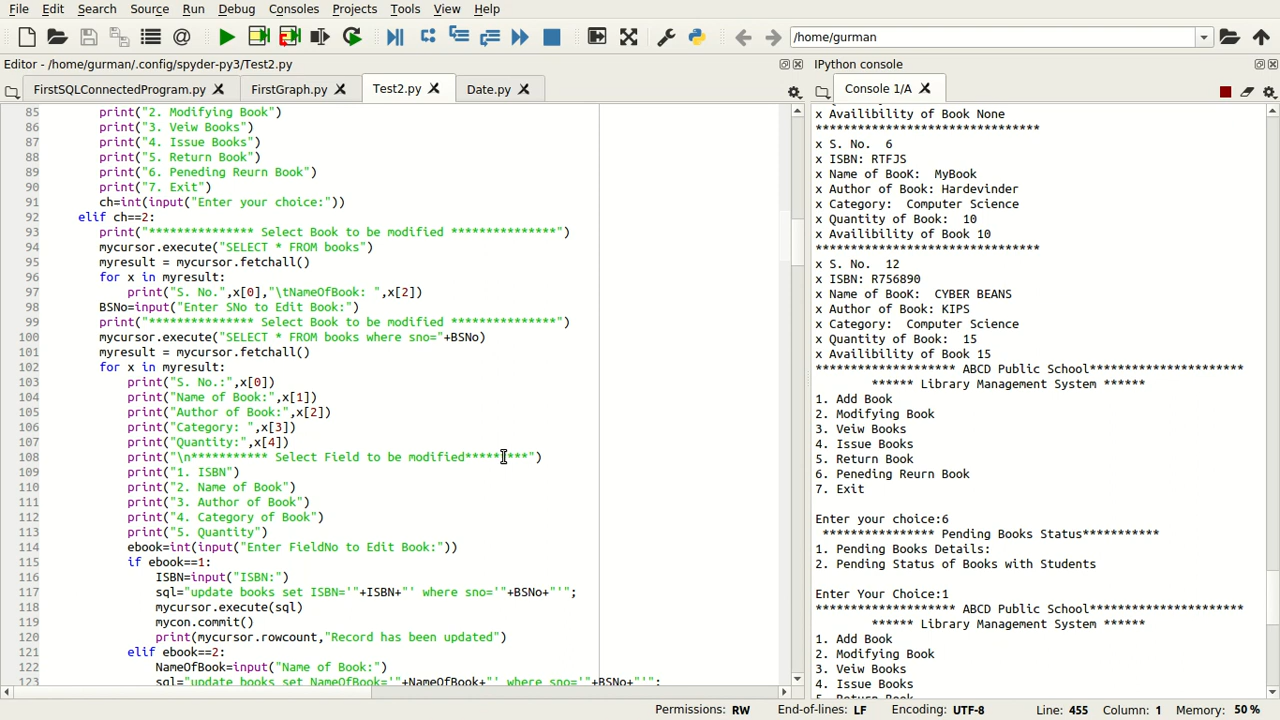 File Edit Search Source Run Debug Consoles Projects Tools View Help
/home/gurman
Editor - /home/gurman/.config/spyder-py3/Test2.py
FirstSQLConnectedProgram.py FirstGraph.py Test2.py Date.py
85 print("2. Modifying Book")
86 print("3. Veiw Books")
87 print("4. Issue Books")
88 print("5. Return Book")
89 print("6. Peneding Reurn Book")
90 print("7. Exit")
91 ch=int(input("Enter your choice:"))
92 elif ch==2:
93 print("*************** Select Book to be modified ***************")
94 mycursor.execute("SELECT * FROM books")
95 myresult = mycursor.fetchall()
96 for x in myresult:
97 print("S. No.",x[0],"\tNameOfBook: ",x[2])
98 BSNo=input("Enter SNo to Edit Book:")
99 print("*************** Select Book to be modified ***************")
100 mycursor.execute("SELECT * FROM books where sno="+BSNo)
101 myresult = mycursor.fetchall()
102 for x in myresult:
103 print("S. No.:",x[0])
104 print("Name of Book:",x[1])
105 print("Author of Book:",x[2])
106 print("Category: ",x[3])
107 print("Quantity:",x[4])
108 print("\n*********** Select Field to be modified*********")
109 print("1. ISBN")
110 print("2. Name of Book")
111 print("3. Author of Book")
112 print("4. Category of Book")
113 print("5. Quantity")
114 ebook=int(input("Enter FieldNo to Edit Book:"))
115 if ebook==1:
116 ISBN=input("ISBN:")
117 sql="update books set ISBN='"+ISBN+"' where sno='"+BSNo+"'";
118 mycursor.execute(sql)
119 mycon.commit()
120 print(mycursor.rowcount,"Record has been updated")
121 elif ebook==2:
122 NameOfBook=input("Name of Book:")
123 sql="update books set NameOfBook='"+NameOfBook+"' where sno='"+BSNo+"'";
IPython console
Console 1/A
x Availibility of Book None
********************************
x S. No. 6
x ISBN: RTFJS
x Name of BooK: MyBook
x Author of Book: Hardevinder
x Category: Computer Science
x Quantity of Book: 10
x Availibility of Book 10
********************************
x S. No. 12
x ISBN: R756890
x Name of BooK: CYBER BEANS
x Author of Book: KIPS
x Category: Computer Science
x Quantity of Book: 15
x Availibility of Book 15
******************** ABCD Public School**********************
****** Library Management System ******
1. Add Book
2. Modifying Book
3. Veiw Books
4. Issue Books
5. Return Book
6. Peneding Reurn Book
7. Exit
Enter your choice:6
**************** Pending Books Status***********
1. Pending Books Details:
2. Pending Status of Books with Students
Enter Your Choice:1
******************** ABCD Public School**********************
****** Library Management System ******
1. Add Book
2. Modifying Book
3. Veiw Books
4. Issue Books
5. Return Book
Permissions: RW End-of-lines: LF Encoding: UTF-8 Line: 455 Column: 1 Memory: 50 %